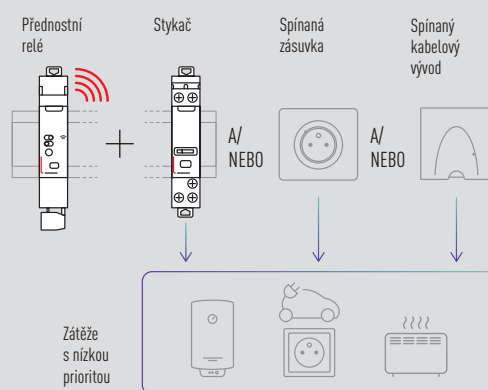 Přednostní
relé
Stykač
Spínaná
zásuvka
Spínaný
kabelový
vývod
A/
NEBO
A/
NEBO
Zátěže
s nízkou
prioritou